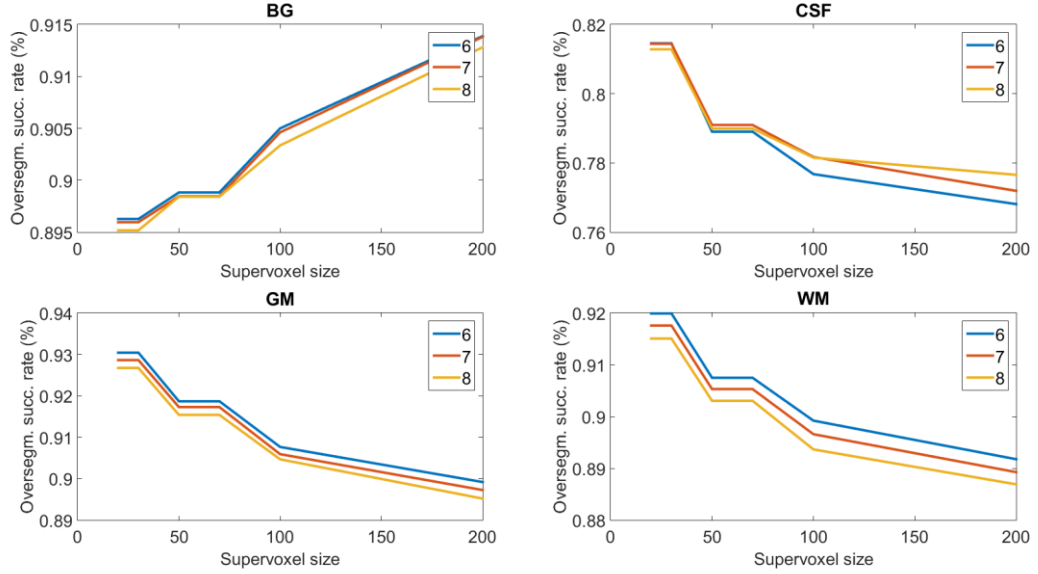 BG
Oversegm. succ. rate (%)
0.915
0.91
0.905
0.9
0.895
0 50 100 150 200
Supervoxel size
6
7
8
CSF
Oversegm. succ. rate (%)
0.82
0.8
0.78
0.76
0 50 100 150 200
Supervoxel size
6
7
8
GM
Oversegm. succ. rate (%)
0.94
0.93
0.92
0.91
0.9
0.89
0 50 100 150 200
Supervoxel size
6
7
8
WM
Oversegm. succ. rate (%)
0.92
0.91
0.9
0.89
0.88
0 50 100 150 200
Supervoxel size
6
7
8